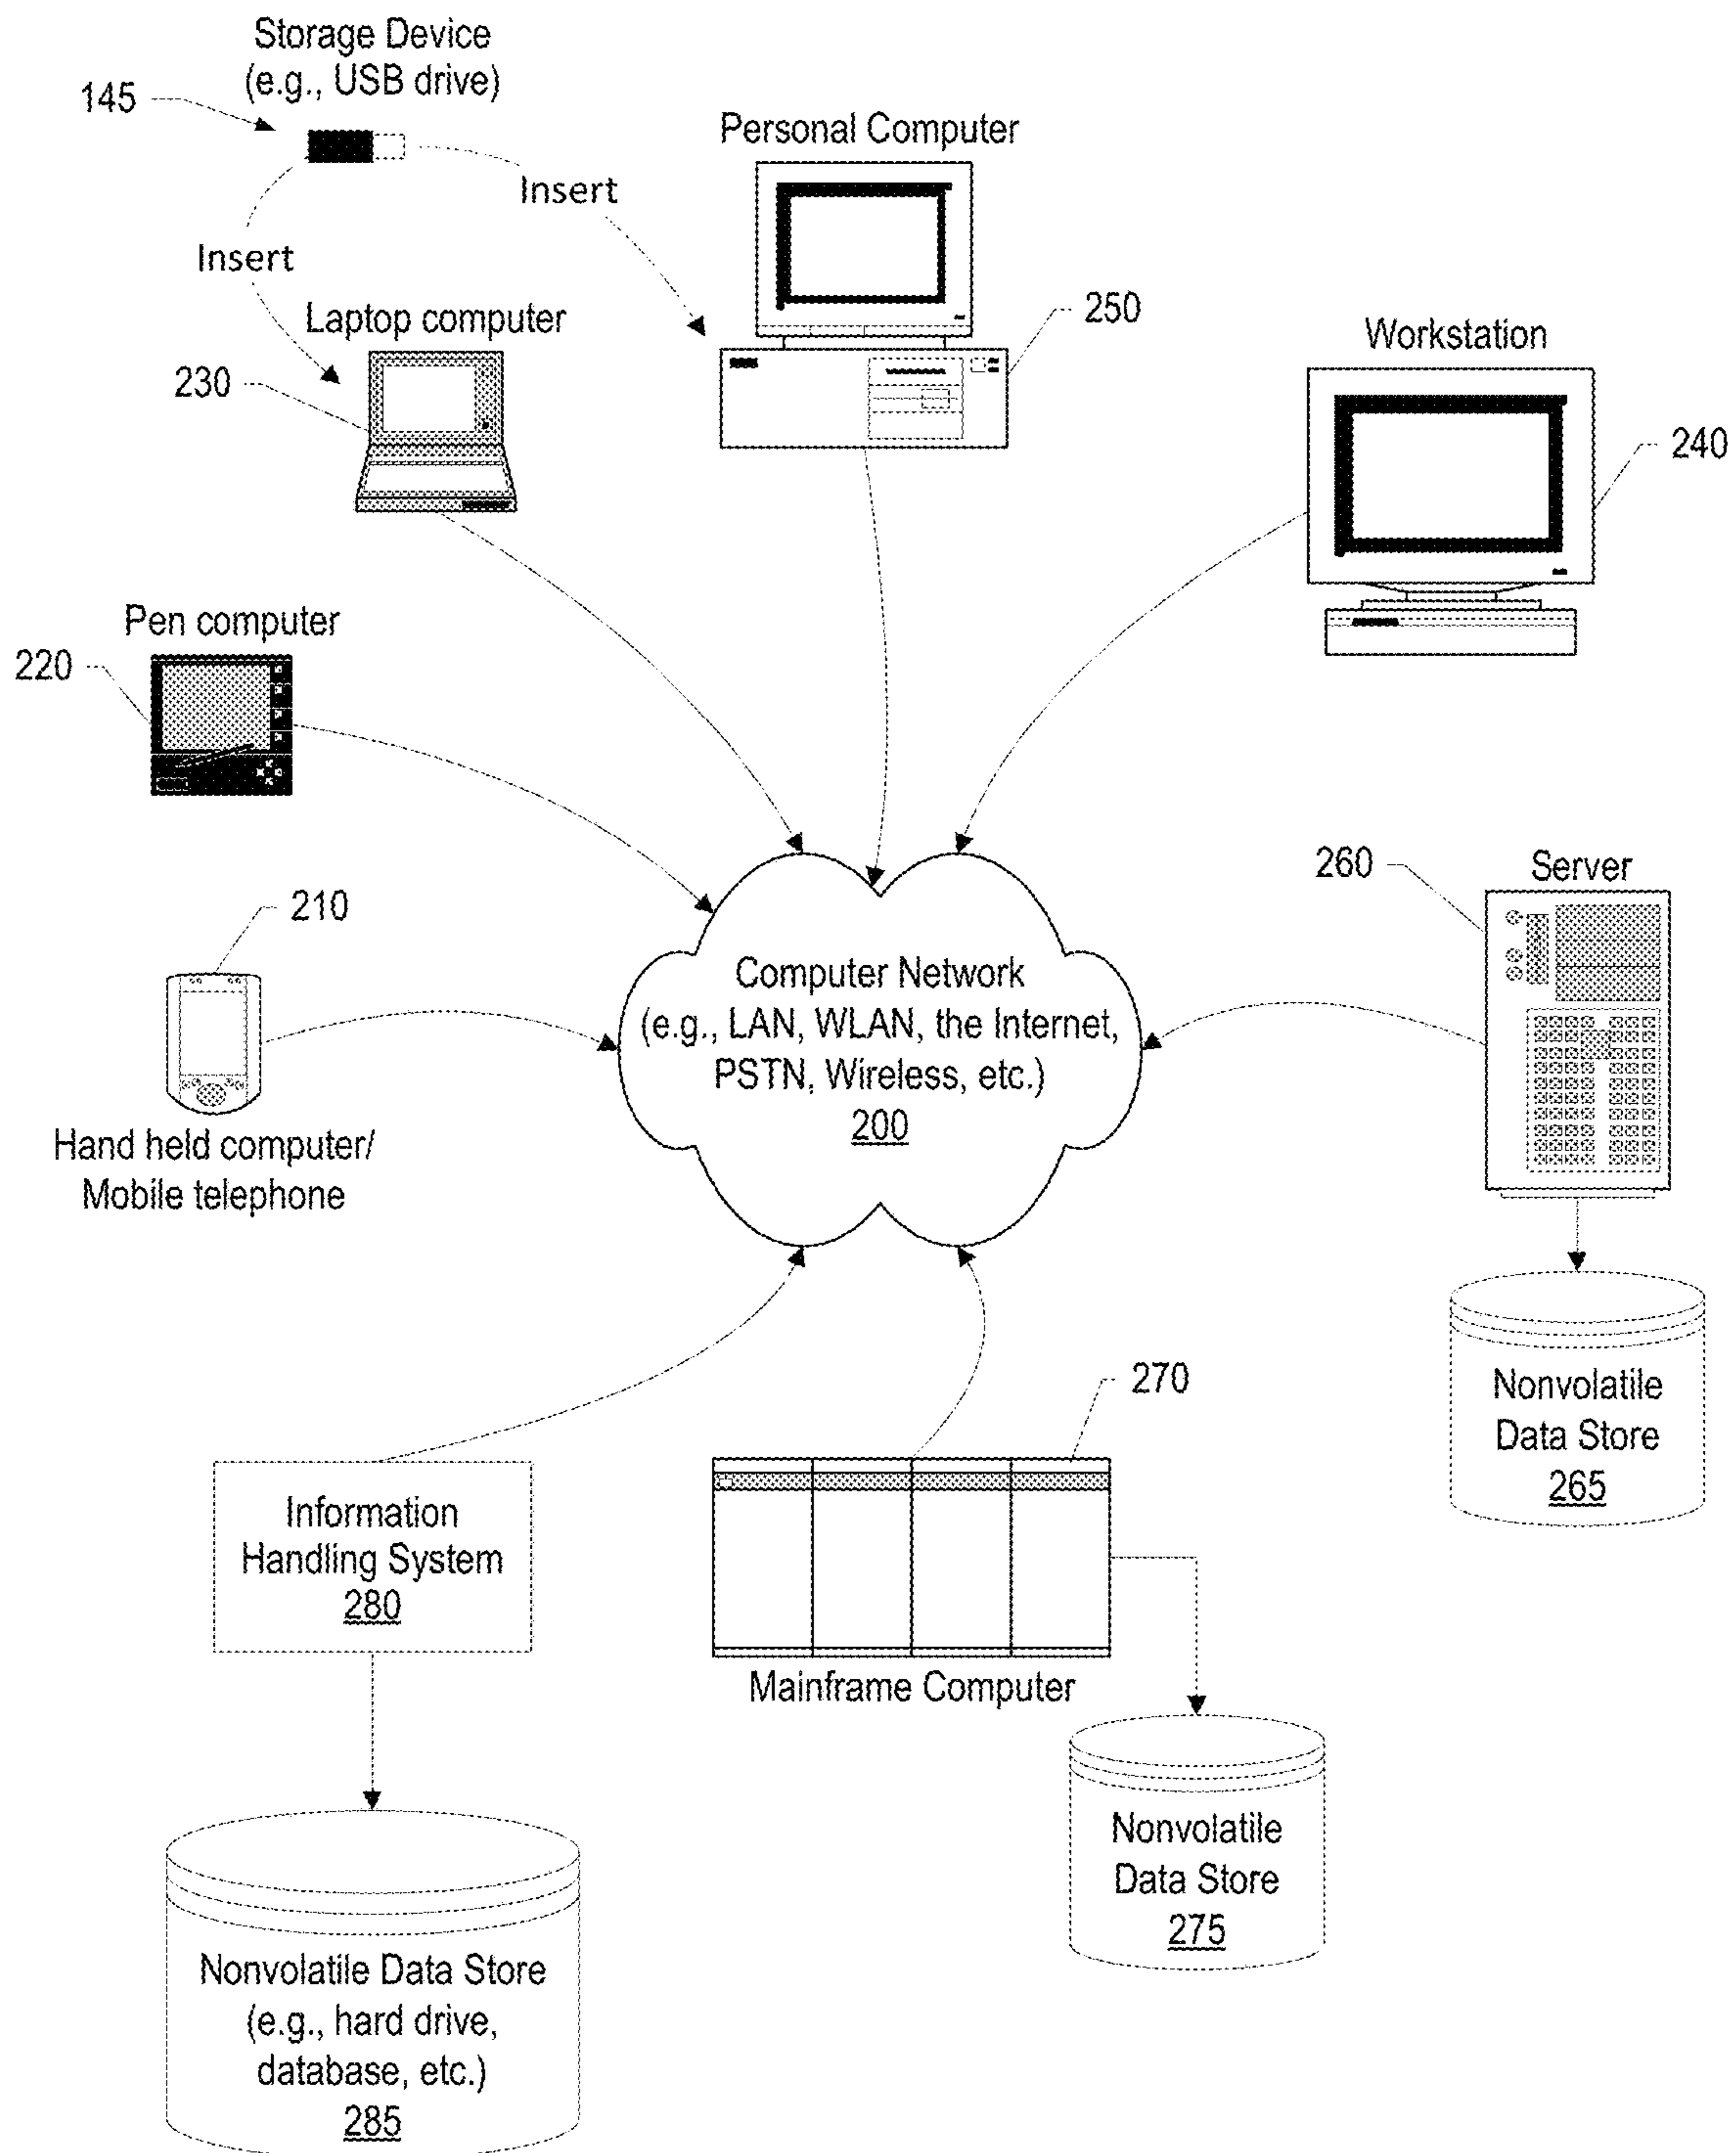 Storage Device
(e.g., USB drive)
145
Insert
Insert
Personal Computer
250
Laptop computer
230
Workstation
240
Pen computer
220
210
Hand held computer/
Mobile telephone
Computer Network
(e.g., LAN, WLAN, the Internet,
PSTN, Wireless, etc.)
200
260
Server
Nonvolatile
Data Store
265
270
Mainframe Computer
Information
Handling System
280
Nonvolatile
Data Store
275
Nonvolatile Data Store
(e.g., hard drive,
database, etc.)
285